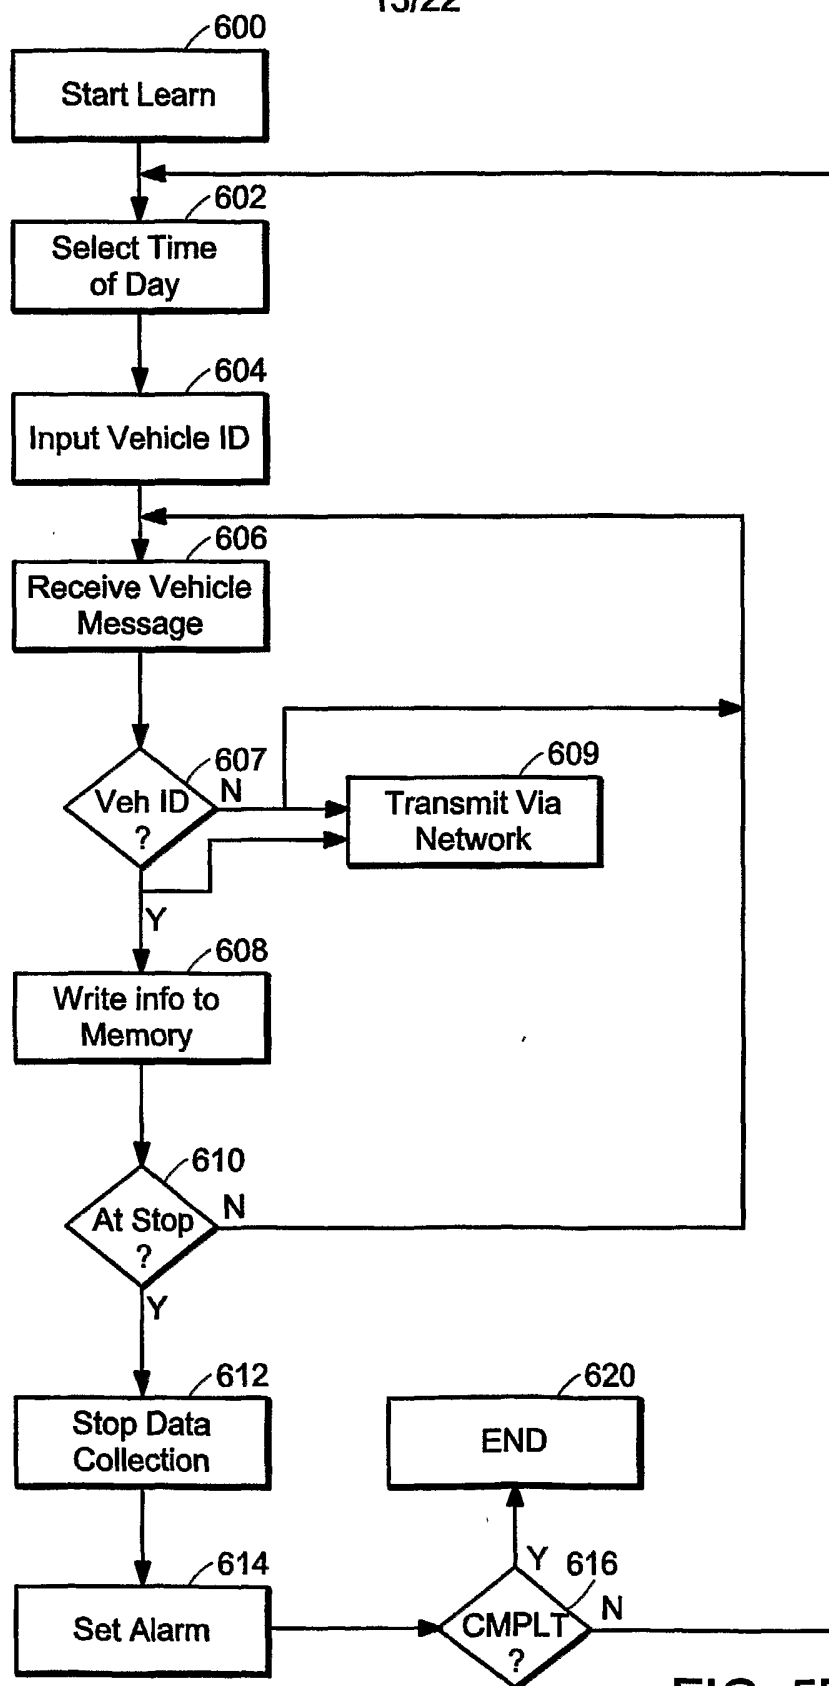 600
Start Learn
602
Select Time
of Day
604
Input Vehicle ID
606
Receive Vehicle
Message
607
Veh ID
?
N
609
Transmit Via
Network
Y
608
Write info to
Memory
610
At Stop
?
N
Y
612
Stop Data
Collection
620
END
614
Set Alarm
Y
616
CMPLT
?
N